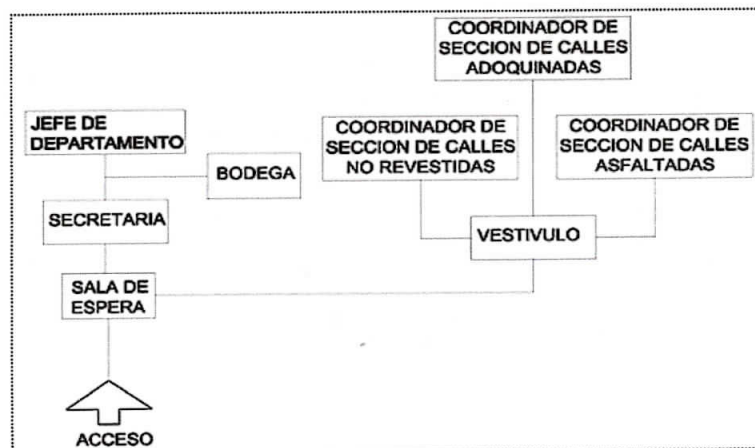 COORDINADOR DE
SECCION DE CALLES
ADOQUINADAS
JEFE DE
DEPARTAMENTO
COORDINADOR DE
SECCION DE CALLES
NO REVESTIDAS
COORDINADOR DE
SECCION DE CALLES
ASFALTADAS
BODEGA
SECRETARIA
VESTIVULO
SALA DE
ESPERA
ACCESO